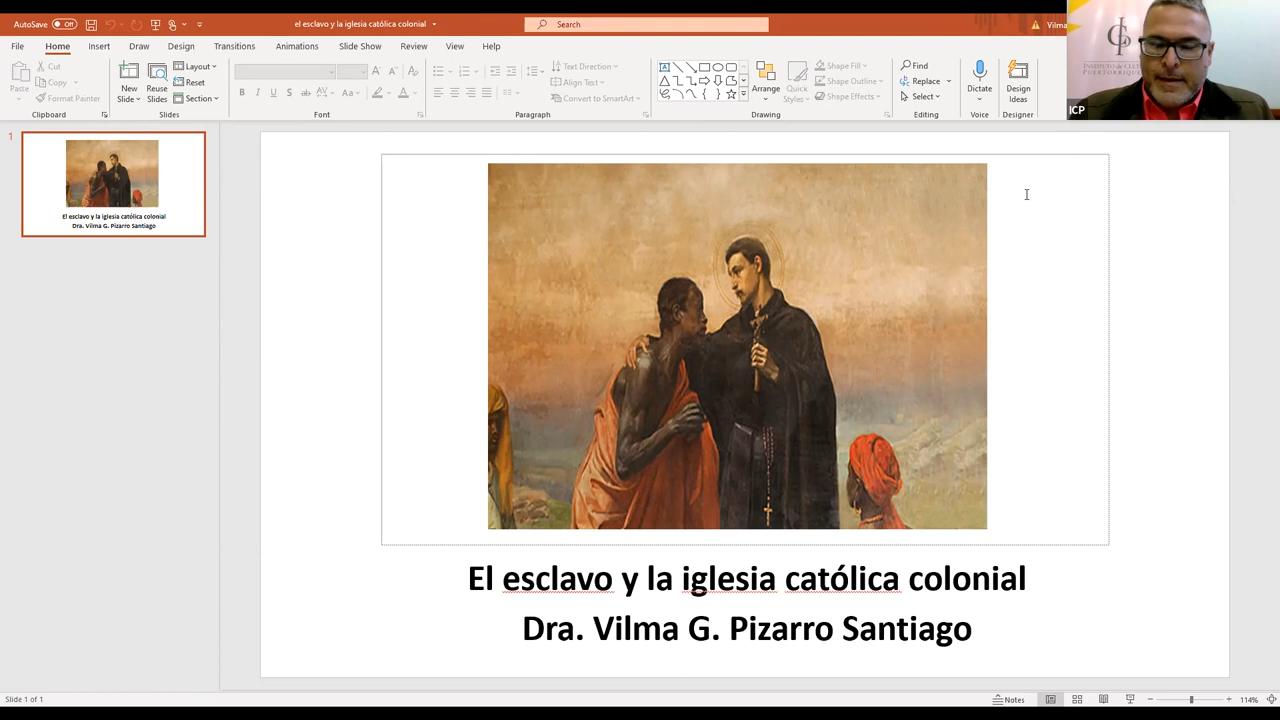 AutoSave Off
el esclavo y la iglesia católica colonial
Search
Vilma
File Home Insert Draw Design Transitions Animations Slide Show Review View Help
Paste
Cut
Copy
Format Painter
Clipboard
New Slide
Reuse Slides
Layout
Reset
Section
Slides
B I U S
Font
Text Direction
Align Text
Convert to SmartArt
Paragraph
Arrange
Quick Styles
Shape Fill
Shape Outline
Shape Effects
Drawing
Find
Replace
Select
Editing
Dictate
Voice
Design Ideas
Designer
ICP
1
El esclavo y la iglesia católica colonial
Dra. Vilma G. Pizarro Santiago
El esclavo y la iglesia católica colonial
Dra. Vilma G. Pizarro Santiago
Slide 1 of 1
Notes
114%